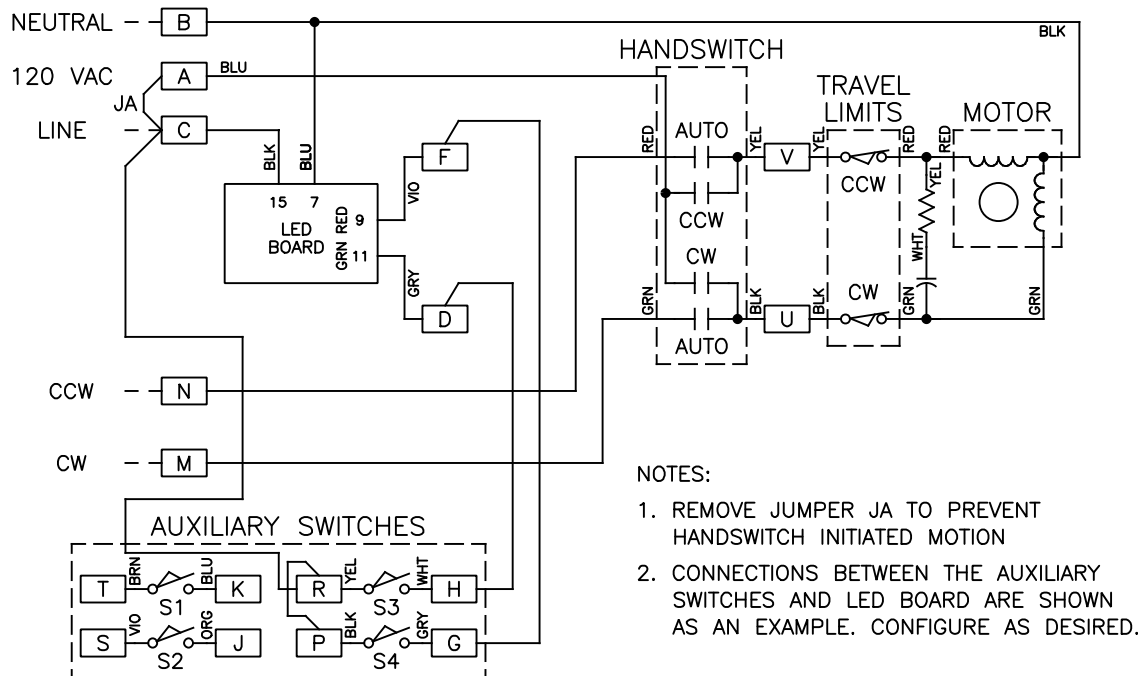 NEUTRAL
B
BLK
HANDSWITCH
120 VAC
A
BLU
JA
TRAVEL
LIMITS
MOTOR
LINE
C
BLK
BLU
F
VIO
RED
AUTO
YEL
V
YEL
RED
RED
CCW
YEL
15
7
LED
BOARD
RED
9
GRN
11
GRY
D
CCW
CW
WHT
GRN
AUTO
BLK
U
BLK
CW
GRN
GRN
CCW
N
CW
M
NOTES:
1. REMOVE JUMPER JA TO PREVENT
HANDSWITCH INITIATED MOTION
2. CONNECTIONS BETWEEN THE AUXILIARY
SWITCHES AND LED BOARD ARE SHOWN
AS AN EXAMPLE. CONFIGURE AS DESIRED.
AUXILIARY SWITCHES
T
BRN
S1
BLU
K
R
YEL
S3
WHT
H
S
VIO
S2
ORG
J
P
BLK
S4
GRY
G